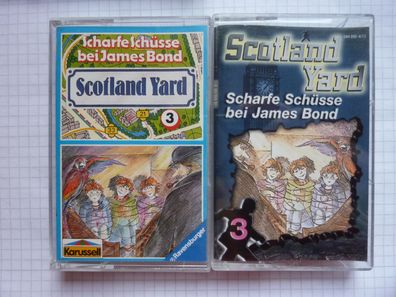 Scharfe Schüsse
bei James Bond
Scotland Yard
3
Karussell
Ravensburger
Scotland
Yard
Scharfe Schüsse
bei James Bond
3